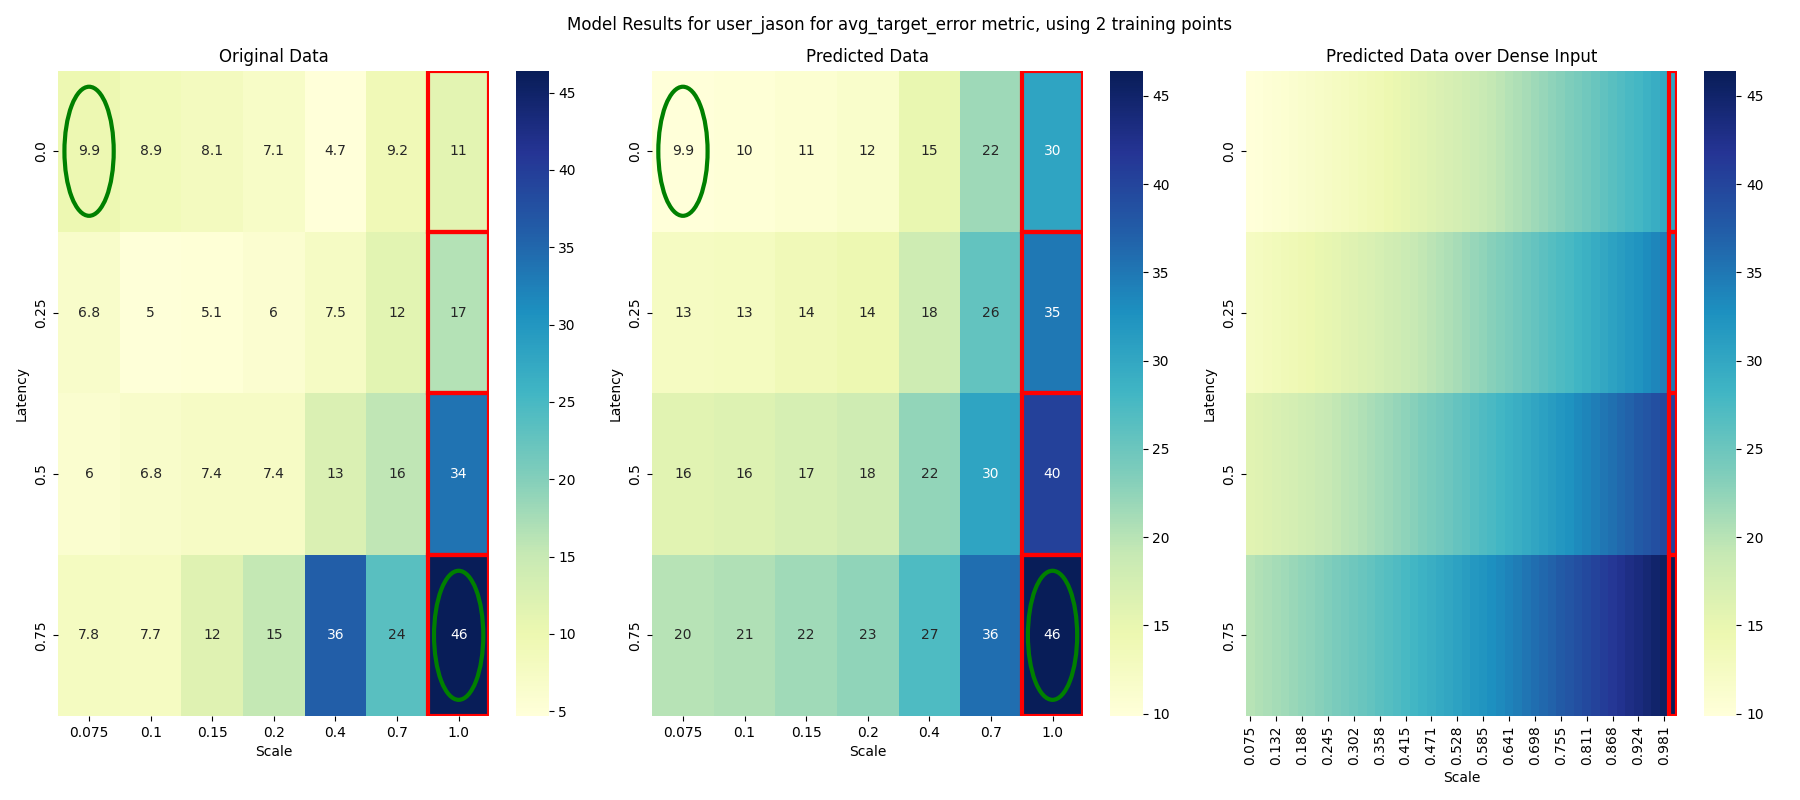 Model Results for user_jason for avg_target_error metric, using 2 training points
Original Data
Latency
0.0 9.9 8.9 8.1 7.1 4.7 9.2 11
0.25 6.8 5 5.1 6 7.5 12 17
0.5 6 6.8 7.4 7.4 13 16 34
0.75 7.8 7.7 12 15 36 24 46
0.075 0.1 0.15 0.2 0.4 0.7 1.0
Scale
45
40
35
30
25
20
15
10
5
Predicted Data
Latency
0.0 9.9 10 11 12 15 22 30
0.25 13 13 14 14 18 26 35
0.5 16 16 17 18 22 30 40
0.75 20 21 22 23 27 36 46
0.075 0.1 0.15 0.2 0.4 0.7 1.0
Scale
45
40
35
30
25
20
15
10
Predicted Data over Dense Input
Latency
0.0
0.25
0.5
0.75
0.075 0.132 0.188 0.245 0.302 0.358 0.415 0.471 0.528 0.585 0.641 0.698 0.755 0.811 0.868 0.924 0.981
Scale
45
40
35
30
25
20
15
10